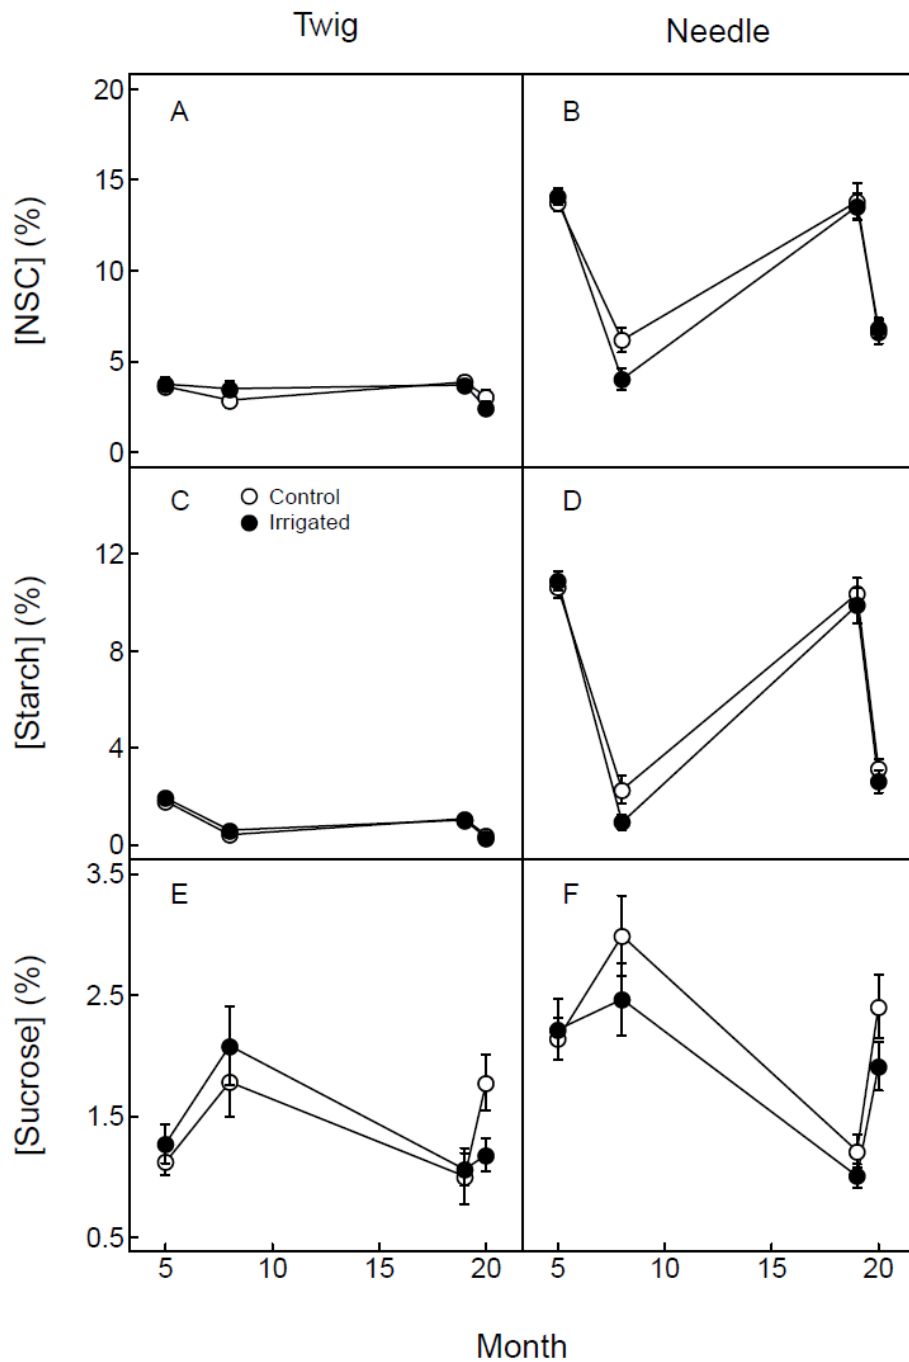 Twig Needle
A B
[NSC] (%)
20
15
10
5
0
C D
Control
Irrigated
[Starch] (%)
12
8
4
0
E F
[Sucrose] (%)
3.5
2.5
1.5
0.5
5 10 15 20 5 10 15 20
Month